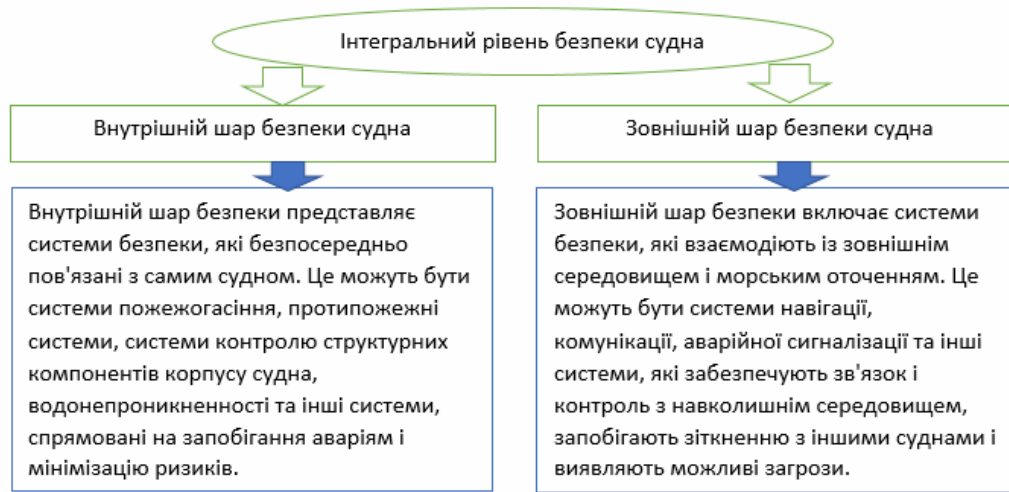 Інтегральний рівень безпеки судна
Внутрішній шар безпеки судна
Зовнішній шар безпеки судна
Внутрішній шар безпеки представляє
системи безпеки, які безпосередньо
пов'язані з самим судном. Це можуть бути
системи пожежогасіння, протипожежні
системи, системи контролю структурних
компонентів корпусу судна,
водонепроникненності та інші системи,
спрямовані на запобігання аваріям і
мінімізацію ризиків.
Зовнішній шар безпеки включає системи
безпеки, які взаємодіють із зовнішнім
середовищем і морським оточенням. Це
можуть бути системи навігації,
комунікації, аварійної сигналізації та інші
системи, які забезпечують зв'язок і
контроль з навколишнім середовищем,
запобігають зіткненню з іншими суднами і
виявляють можливі загрози.